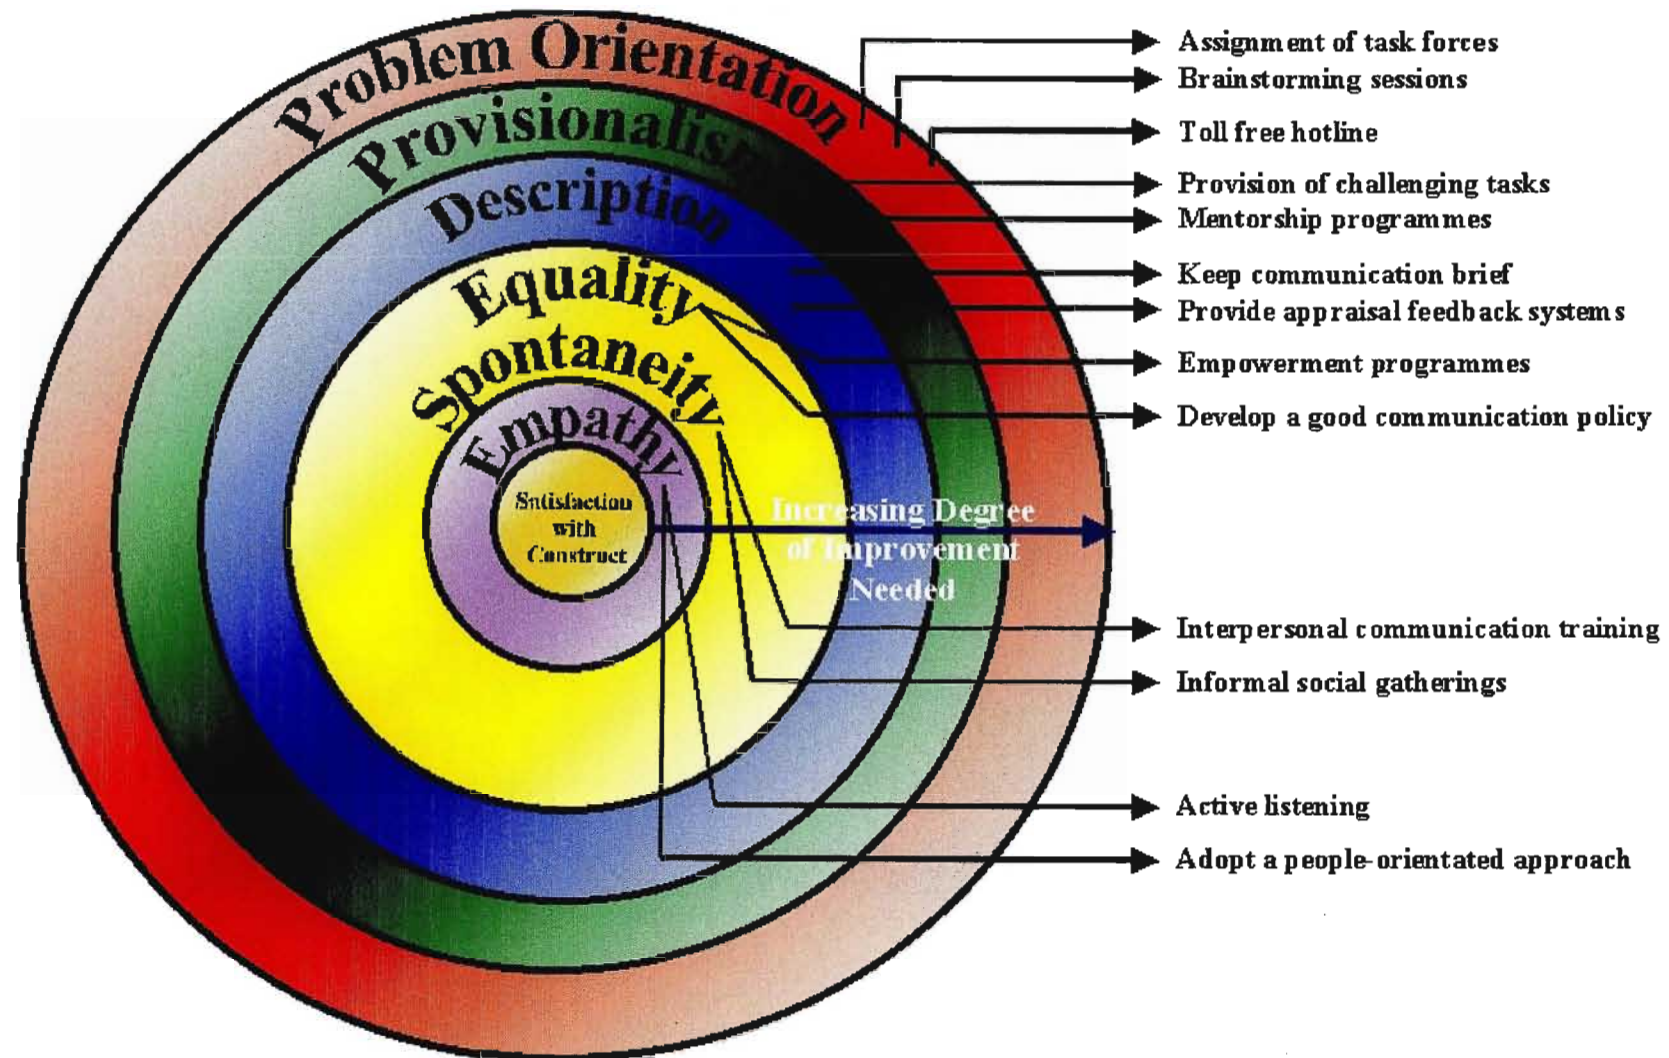 Problem Orientation
Provisionalism
Description
Equality
Spontaneity
Empathy
Satisfaction
with
Construct
Increasing Degree
of Improvement
Needed
Assignment of task forces
Brainstorming sessions
Toll free hotline
Provision of challenging tasks
Mentorship programmes
Keep communication brief
Provide appraisal feedback systems
Empowerment programmes
Develop a good communication policy
Interpersonal communication training
Informal social gatherings
Active listening
Adopt a people-orientated approach